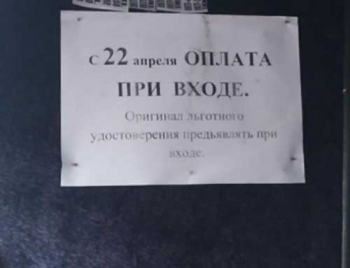 С 22 апреля ОПЛАТА
ПРИ ВХОДЕ.
Оригинал льготного
удостоверения предъявлять при
входе.